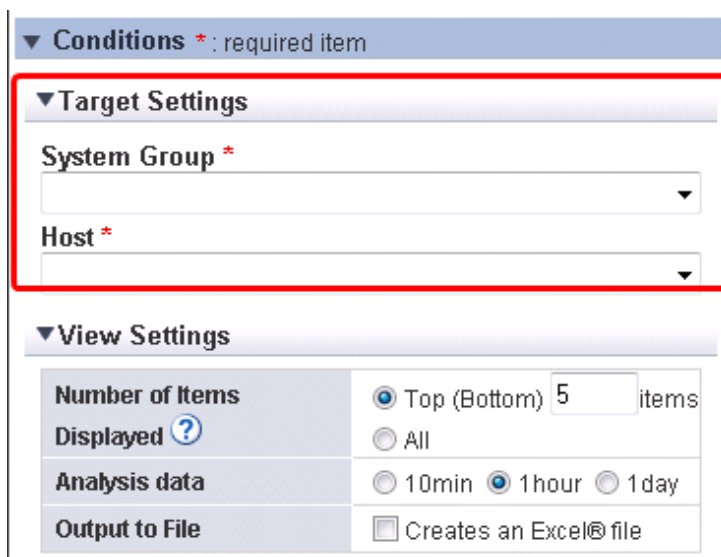 ▼ Conditions * : required item
▼Target Settings
System Group *
Host *
▼View Settings
Number of Items Displayed ? Top (Bottom) 5 items
All
Analysis data 10min 1hour 1day
Output to File Creates an Excel® file